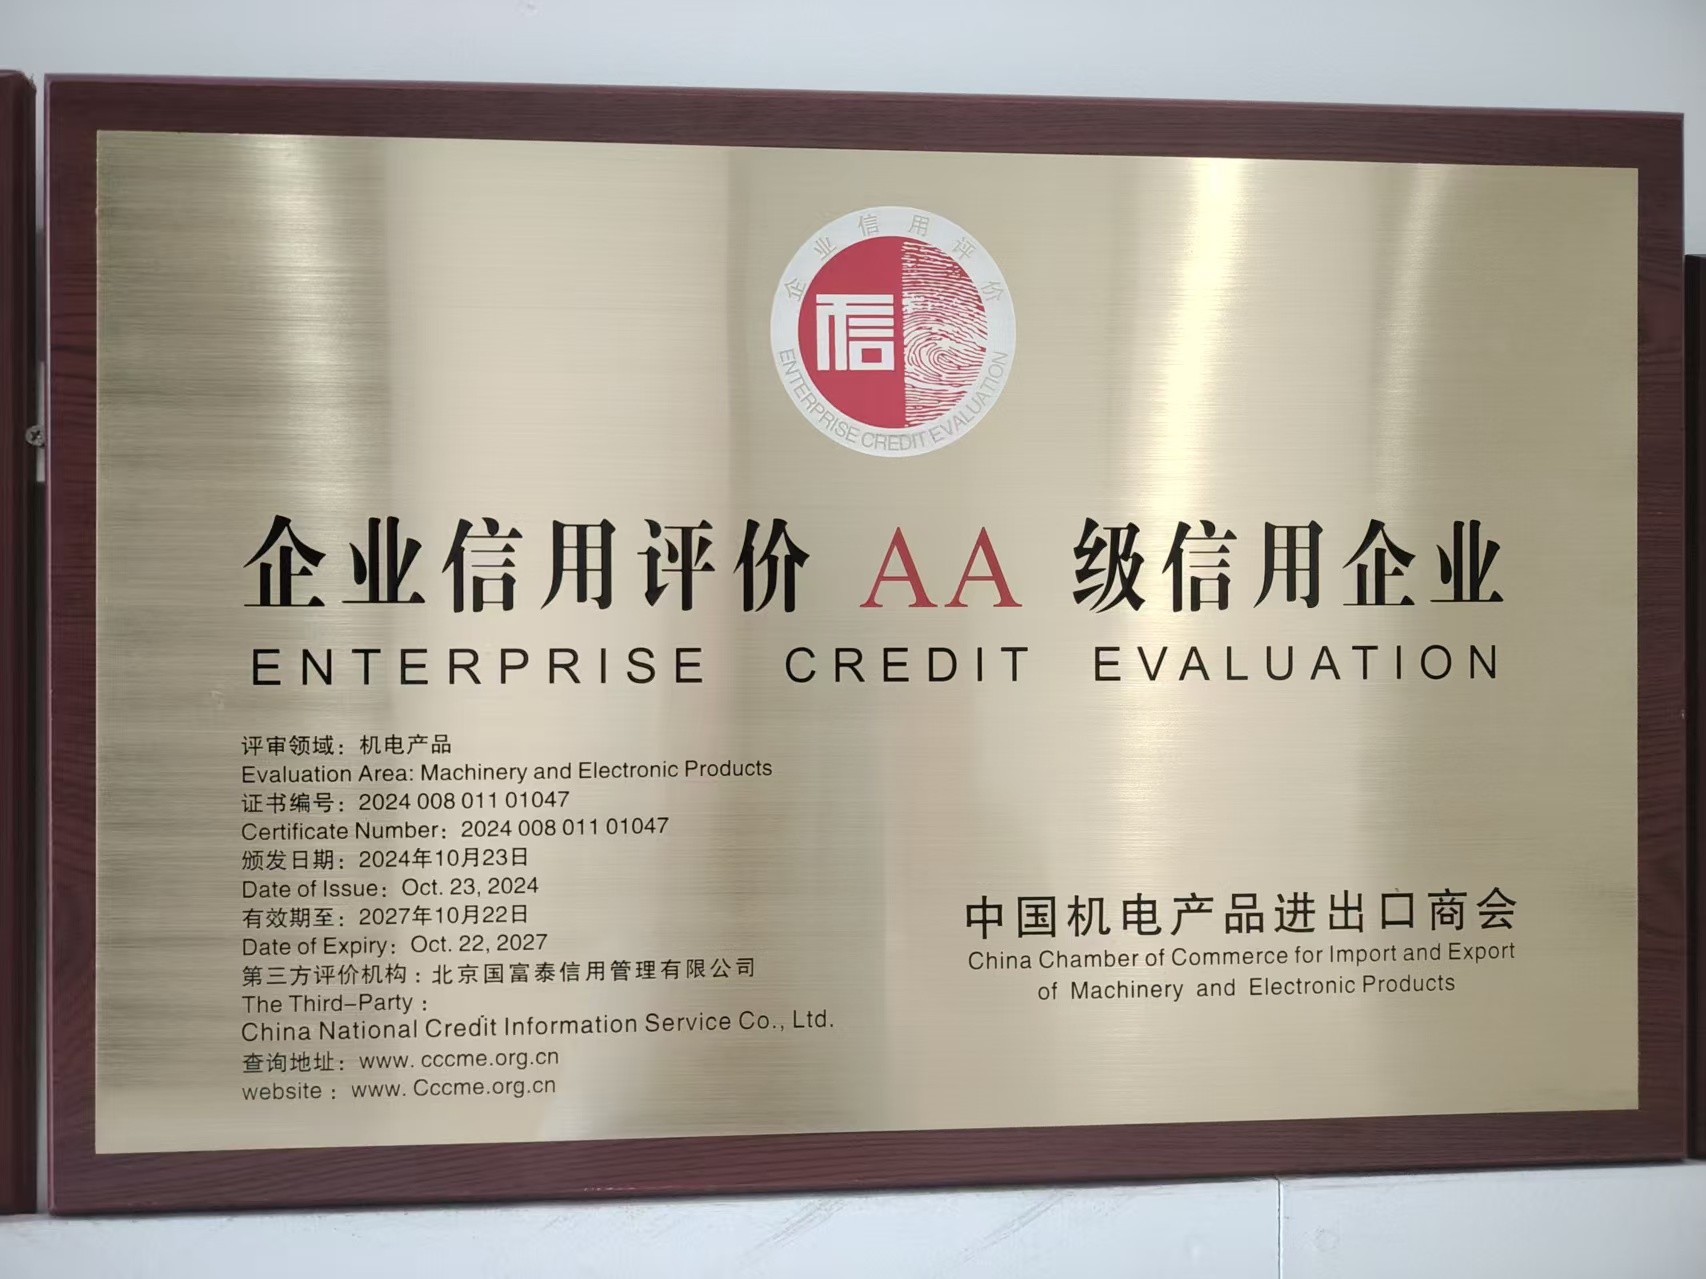 企业信用评价
信
ENTERPRISE CREDIT EVALUATION
企业信用评价 AA 级信用企业
ENTERPRISE CREDIT EVALUATION
评审领域：机电产品
Evaluation Area: Machinery and Electronic Products
证书编号：2024 008 011 01047
Certificate Number：2024 008 011 01047
颁发日期：2024年10月23日
Date of Issue：Oct. 23, 2024
有效期至：2027年10月22日
Date of Expiry：Oct. 22, 2027
第三方评价机构：北京国富泰信用管理有限公司
The Third-Party：
China National Credit Information Service Co., Ltd.
查询地址：www. cccme.org.cn
website：www. Cccme.org.cn
中国机电产品进出口商会
China Chamber of Commerce for Import and Export
of Machinery and Electronic Products